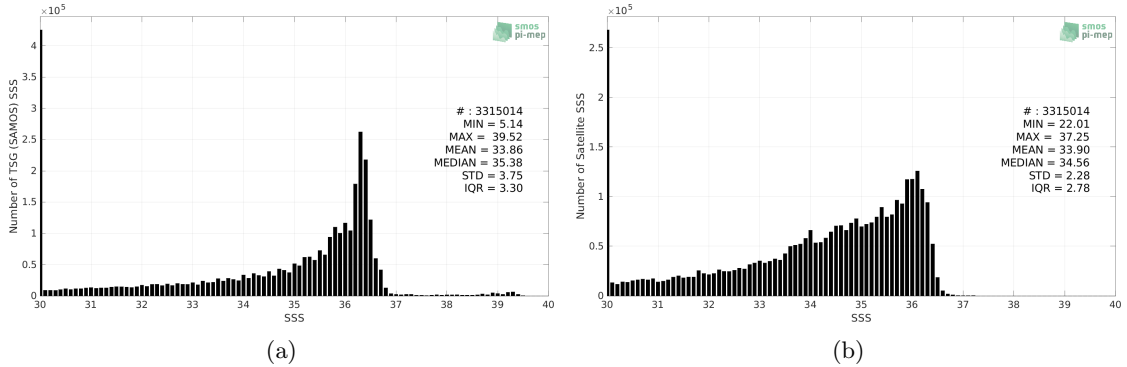 ×10⁵
4
3.5
3
2.5
2
1.5
1
0.5
0
30 31 32 33 34 35 36 37 38 39 40
SSS
Number of TSG (SAMOS) SSS
smos
pi-mep
# : 3315014
MIN = 5.14
MAX = 39.52
MEAN = 33.86
MEDIAN = 35.38
STD = 3.75
IQR = 3.30
(a)
×10⁵
2.5
2
1.5
1
0.5
0
30 31 32 33 34 35 36 37 38 39 40
SSS
Number of Satellite SSS
smos
pi-mep
# : 3315014
MIN = 22.01
MAX = 37.25
MEAN = 33.90
MEDIAN = 34.56
STD = 2.28
IQR = 2.78
(b)